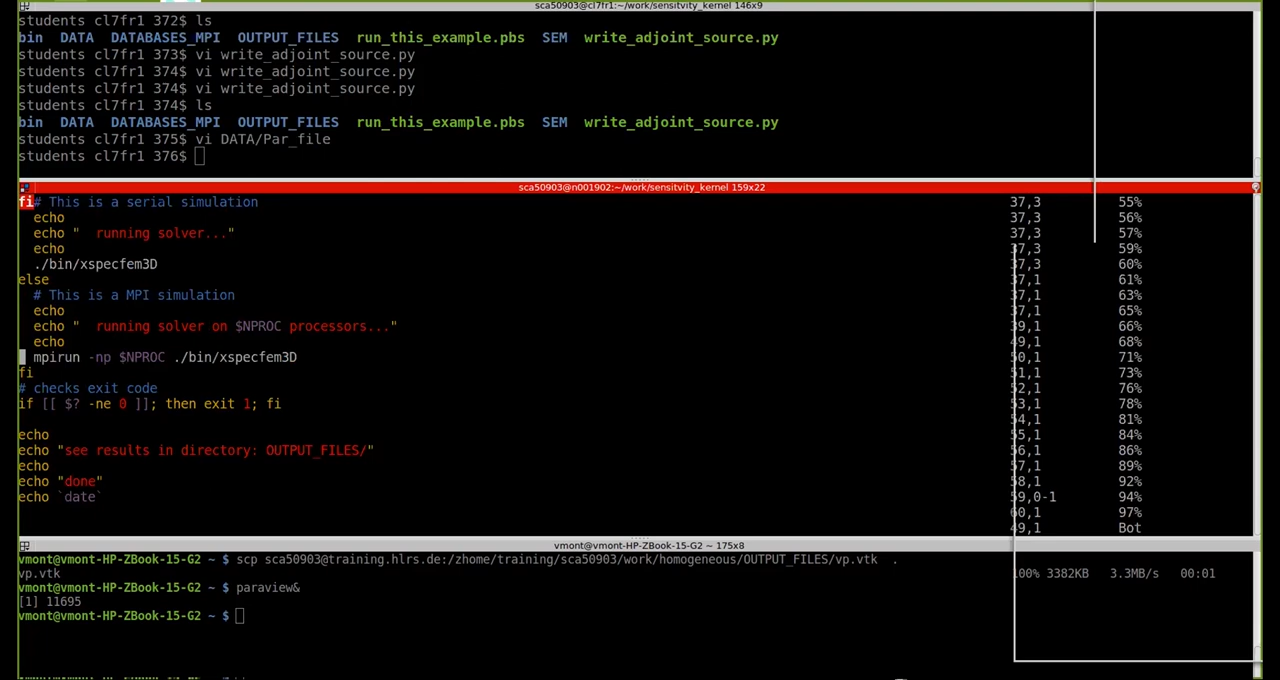 sca50903@cl7fr1:~/work/sensitvity_kernel 146x9
students cl7fr1 372$ ls
bin DATA DATABASES_MPI OUTPUT_FILES run_this_example.pbs SEM write_adjoint_source.py
students cl7fr1 373$ vi write_adjoint_source.py
students cl7fr1 374$ vi write_adjoint_source.py
students cl7fr1 374$ vi write_adjoint_source.py
students cl7fr1 374$ ls
bin DATA DATABASES_MPI OUTPUT_FILES run_this_example.pbs SEM write_adjoint_source.py
students cl7fr1 375$ vi DATA/Par_file
students cl7fr1 376$
sca50903@n001902:~/work/sensitvity_kernel 159x22
fi# This is a serial simulation 37,3 55%
echo 37,3 56%
echo " running solver..." 37,3 57%
echo 37,3 59%
./bin/xspecfem3D 37,3 60%
else 37,1 61%
# This is a MPI simulation 37,1 63%
echo 37,1 65%
echo " running solver on $NPROC processors..." 39,1 66%
echo 49,1 68%
mpirun -np $NPROC ./bin/xspecfem3D 50,1 71%
fi 51,1 73%
# checks exit code 52,1 76%
if [[ $? -ne 0 ]]; then exit 1; fi 53,1 78%
54,1 81%
echo 55,1 84%
echo "see results in directory: OUTPUT_FILES/" 56,1 86%
echo 57,1 89%
echo "done" 58,1 92%
echo `date` 59,0-1 94%
60,1 97%
49,1 Bot
vmont@vmont-HP-ZBook-15-G2 ~ 175x8
vmont@vmont-HP-ZBook-15-G2 ~ $ scp sca50903@training.hlrs.de:/zhome/training/sca50903/work/homogeneous/OUTPUT_FILES/vp.vtk .
vp.vtk 100% 3382KB 3.3MB/s 00:01
vmont@vmont-HP-ZBook-15-G2 ~ $ paraview&
[1] 11695
vmont@vmont-HP-ZBook-15-G2 ~ $